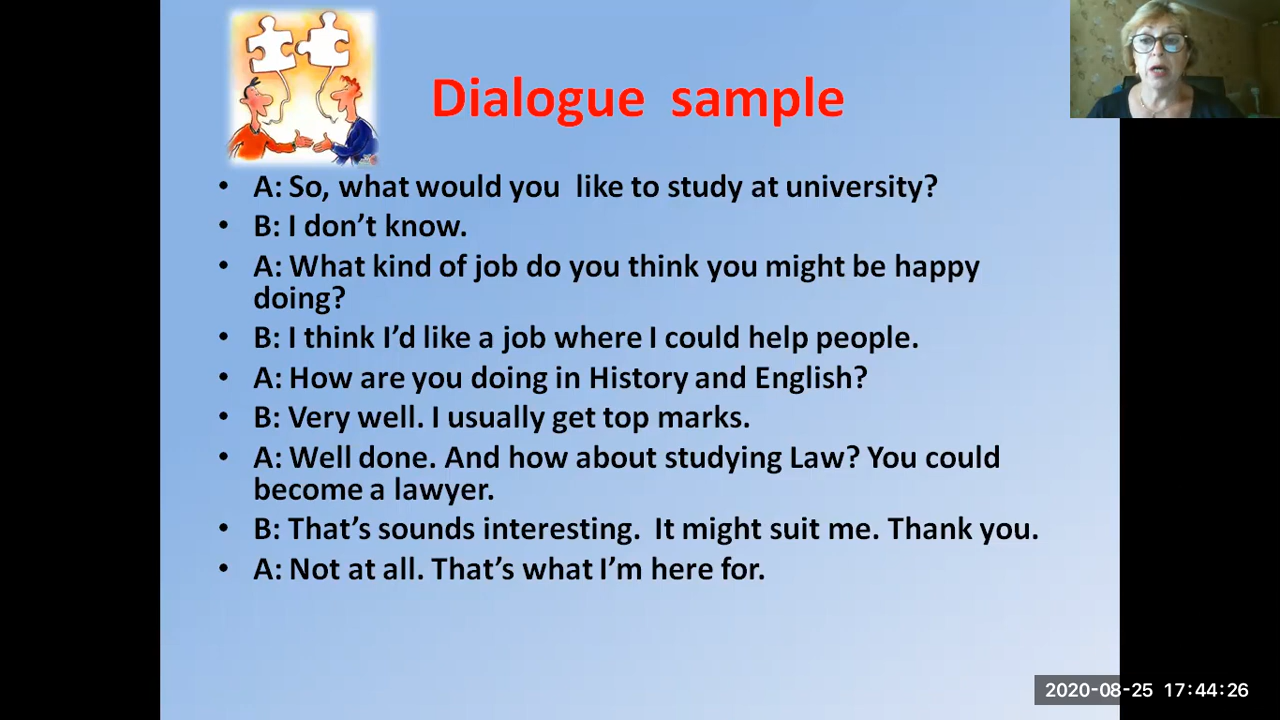 Dialogue sample
• A: So, what would you like to study at university?
• B: I don’t know.
• A: What kind of job do you think you might be happy
doing?
• B: I think I’d like a job where I could help people.
• A: How are you doing in History and English?
• B: Very well. I usually get top marks.
• A: Well done. And how about studying Law? You could
become a lawyer.
• B: That’s sounds interesting. It might suit me. Thank you.
• A: Not at all. That’s what I’m here for.
2020-08-25 17:44:26